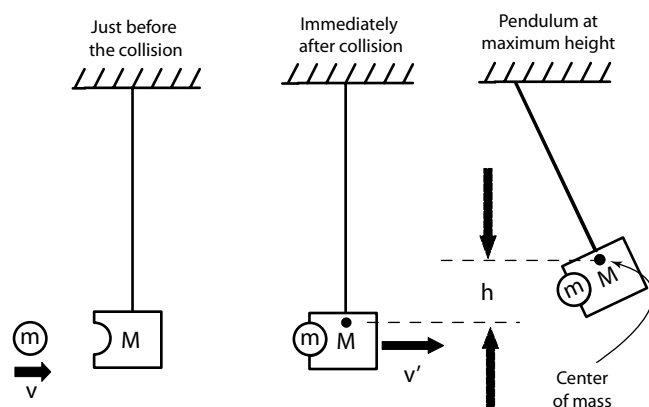 Just before
the collision
Immediately
after collision
Pendulum at
maximum height
m
v
M
m
M
v'
h
m
M
Center
of mass